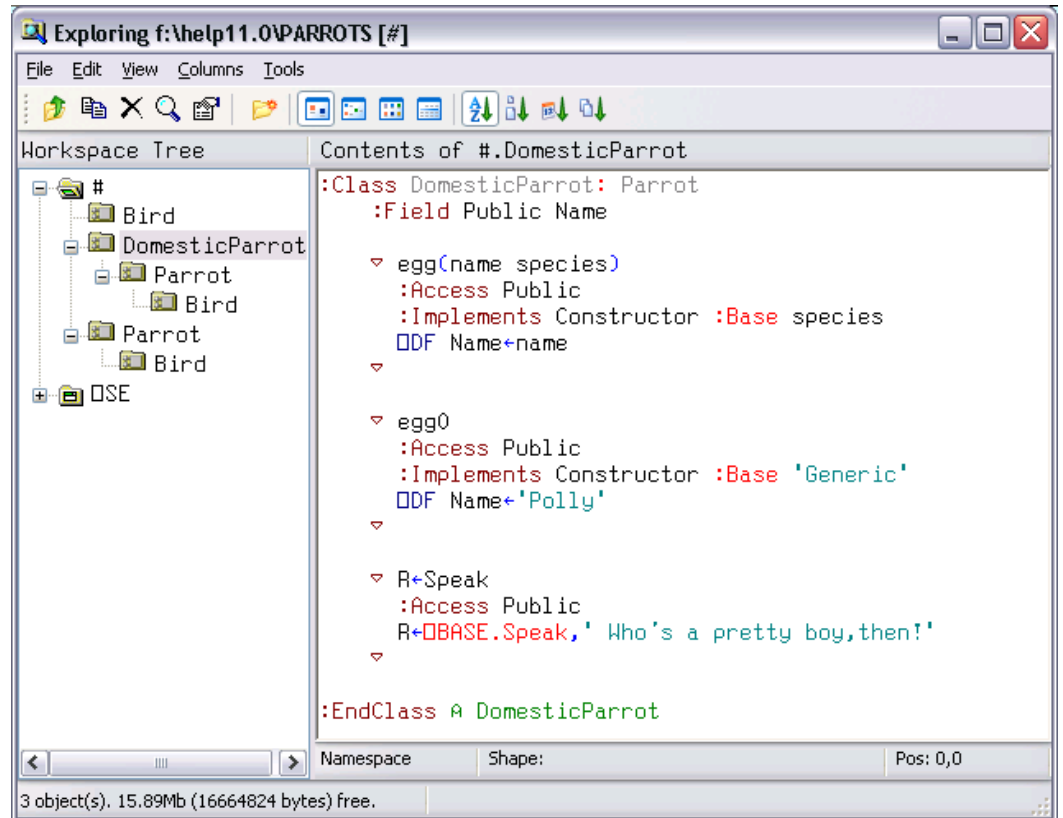 Exploring f:\help11.0\PARROTS [#]
File Edit View Columns Tools
Workspace Tree
Contents of #.DomesticParrot
#
Bird
DomesticParrot
Parrot
Bird
Parrot
Bird
⎕SE
:Class DomesticParrot: Parrot
:Field Public Name
∇ egg(name species)
:Access Public
:Implements Constructor :Base species
⎕DF Name←name
∇
∇ egg0
:Access Public
:Implements Constructor :Base 'Generic'
⎕DF Name←'Polly'
∇
∇ R←Speak
:Access Public
R←⎕BASE.Speak,' Who's a pretty boy,then!'
∇
:EndClass ⍝ DomesticParrot
Namespace Shape: Pos: 0,0
3 object(s). 15.89Mb (16664824 bytes) free.